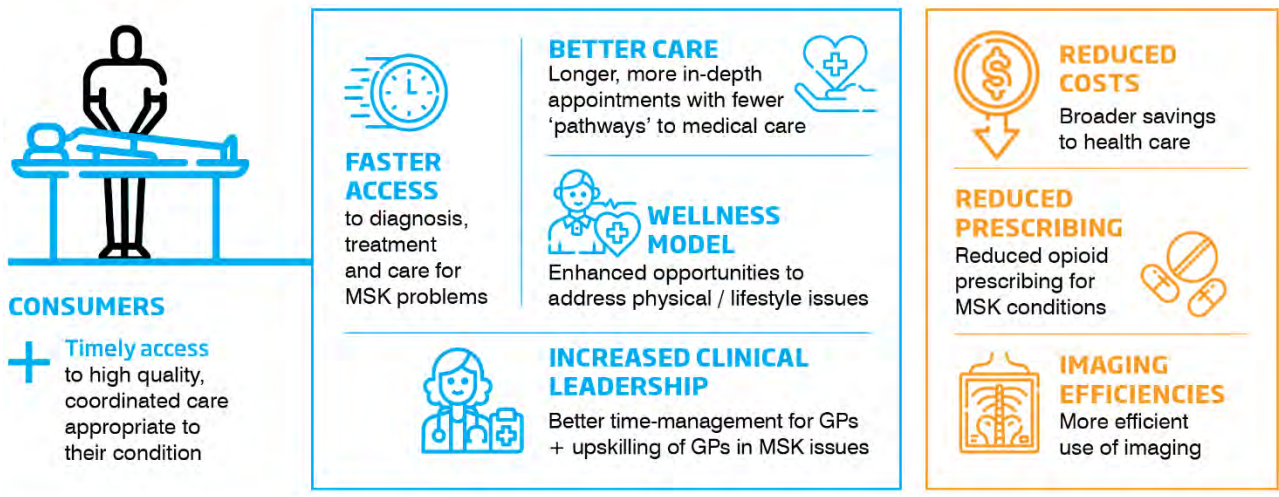 CONSUMERS
Timely access
to high quality,
coordinated care
appropriate to
their condition
FASTER
ACCESS
to diagnosis,
treatment
and care for
MSK problems
BETTER CARE
Longer, more in-depth
appointments with fewer
‘pathways’ to medical care
WELLNESS
MODEL
Enhanced opportunities to
address physical / lifestyle issues
INCREASED CLINICAL
LEADERSHIP
Better time-management for GPs
+ upskilling of GPs in MSK issues
REDUCED
COSTS
Broader savings
to health care
REDUCED
PRESCRIBING
Reduced opioid
prescribing for
MSK conditions
IMAGING
EFFICIENCIES
More efficient
use of imaging